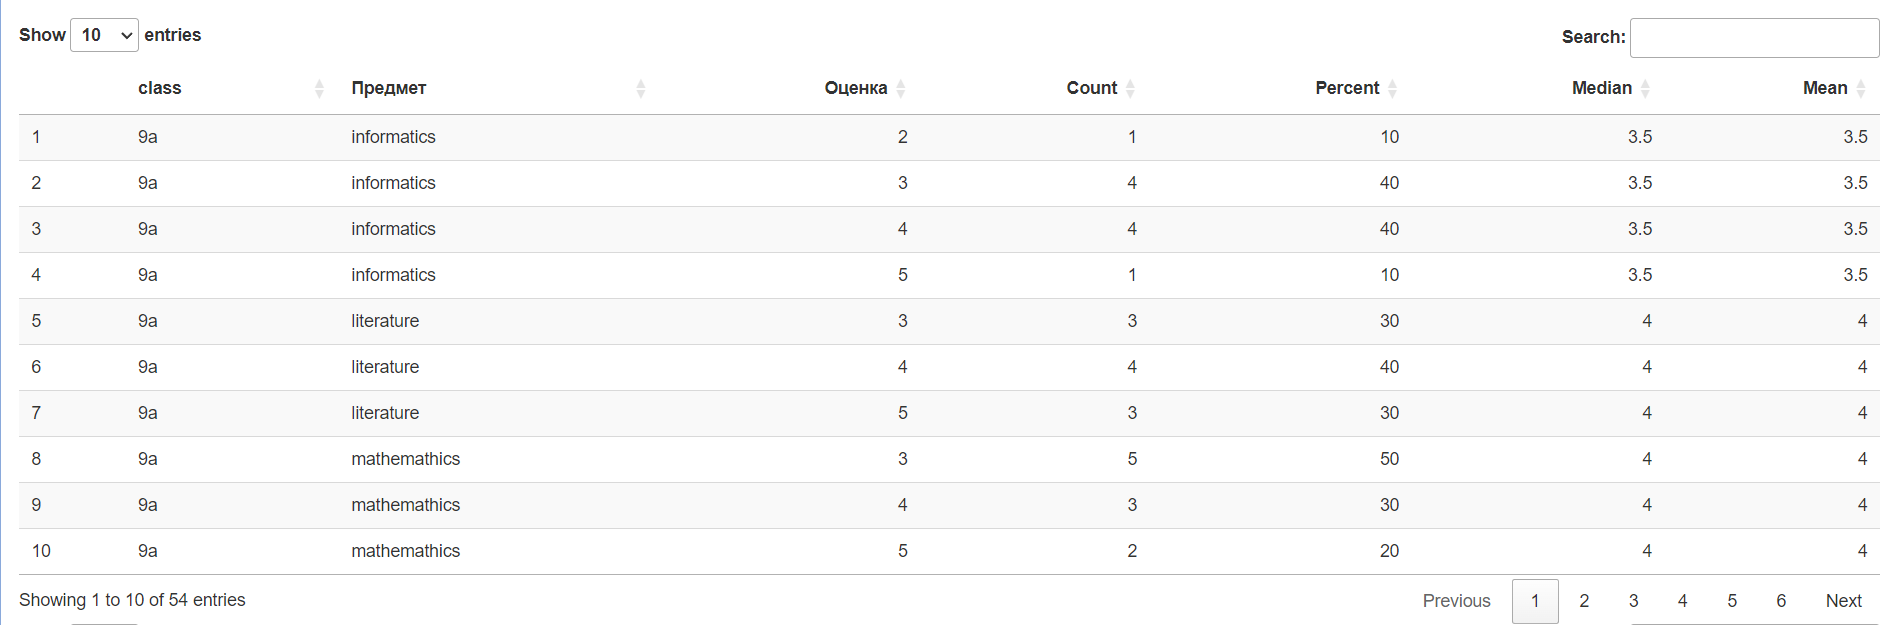 Show 10 entries Search:
class Предмет Оценка Count Percent Median Mean
1 9a informatics 2 1 10 3.5 3.5
2 9a informatics 3 4 40 3.5 3.5
3 9a informatics 4 4 40 3.5 3.5
4 9a informatics 5 1 10 3.5 3.5
5 9a literature 3 3 30 4 4
6 9a literature 4 4 40 4 4
7 9a literature 5 3 30 4 4
8 9a mathemathics 3 5 50 4 4
9 9a mathemathics 4 3 30 4 4
10 9a mathemathics 5 2 20 4 4
Showing 1 to 10 of 54 entries Previous 1 2 3 4 5 6 Next